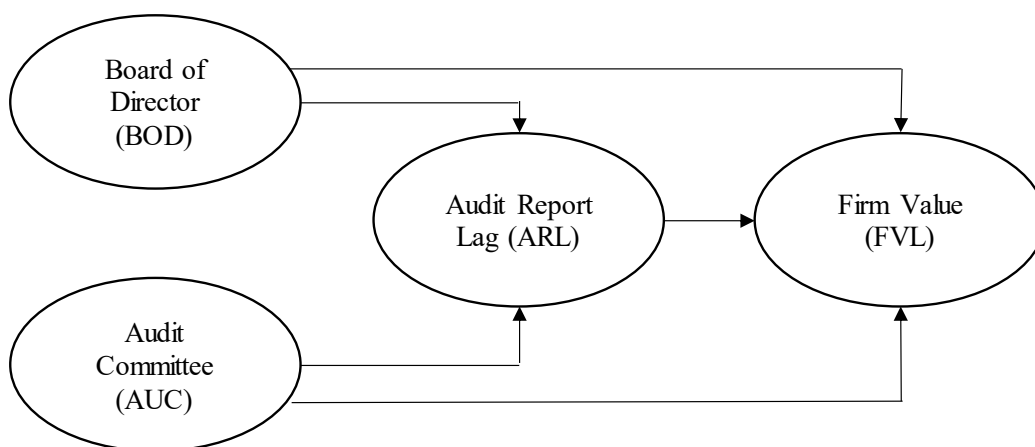 Board of
Director
(BOD)
Audit Report
Lag (ARL)
Firm Value
(FVL)
Audit
Committee
(AUC)